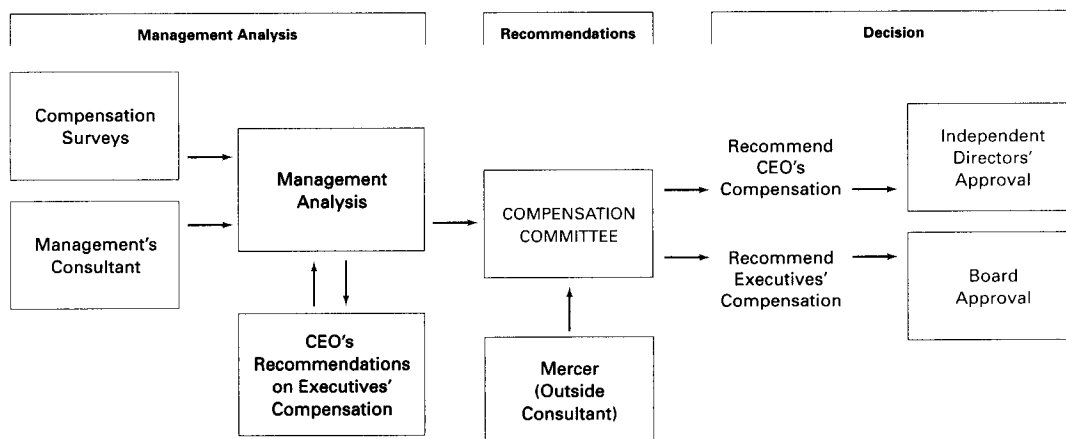 Management Analysis
Recommendations
Decision
Compensation
Surveys
Management's
Consultant
Management
Analysis
CEO's
Recommendations
on Executives'
Compensation
COMPENSATION
COMMITTEE
Mercer
(Outside
Consultant)
Recommend
CEO's
Compensation
Recommend
Executives'
Compensation
Independent
Directors'
Approval
Board
Approval